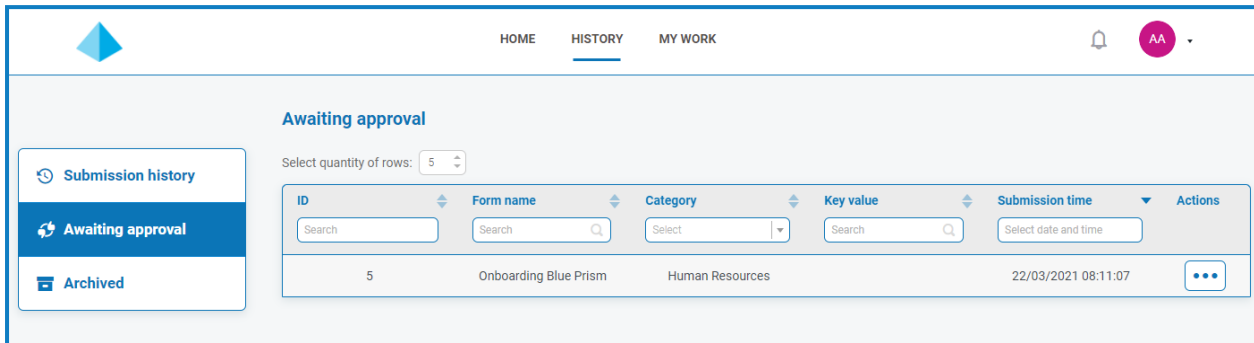 HOME HISTORY MY WORK AA
Awaiting approval
Select quantity of rows: 5
Submission history
Awaiting approval
Archived
ID Form name Category Key value Submission time Actions
Search Search Select Search Select date and time
5 Onboarding Blue Prism Human Resources 22/03/2021 08:11:07